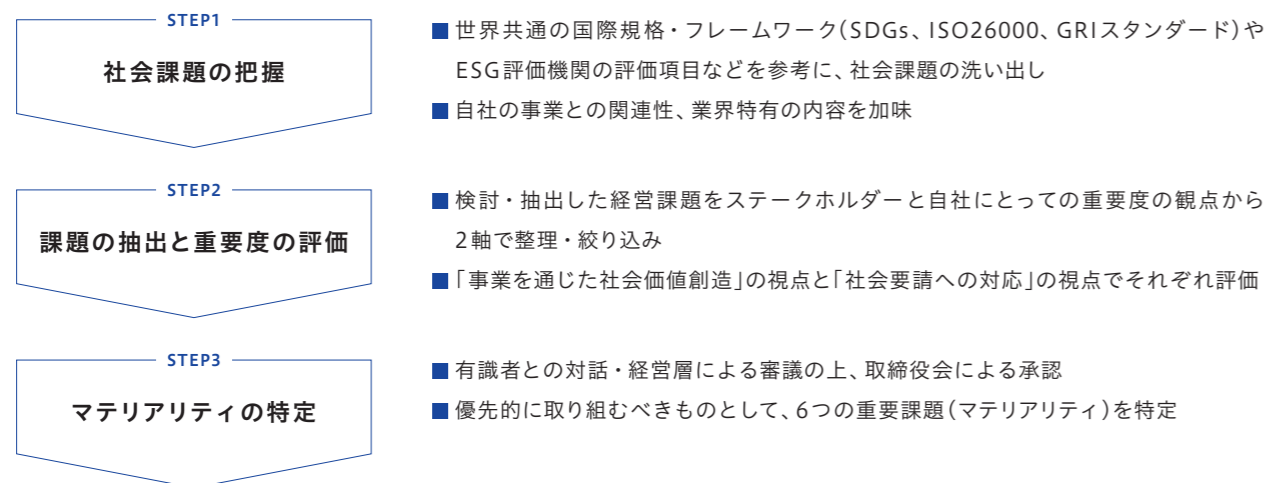 STEP1
社会課題の把握
■世界共通の国際規格・フレームワーク(SDGs、ISO26000、GRIスタンダード)や
ESG評価機関の評価項目などを参考に、社会課題の洗い出し
■自社の事業との関連性、業界特有の内容を加味
STEP2
課題の抽出と重要度の評価
■検討・抽出した経営課題をステークホルダーと自社にとっての重要度の観点から
2軸で整理・絞り込み
■「事業を通じた社会価値創造」の視点と「社会要請への対応」の視点でそれぞれ評価
STEP3
マテリアリティの特定
■有識者との対話・経営層による審議の上、取締役会による承認
■優先的に取り組むべきものとして、6つの重要課題(マテリアリティ)を特定